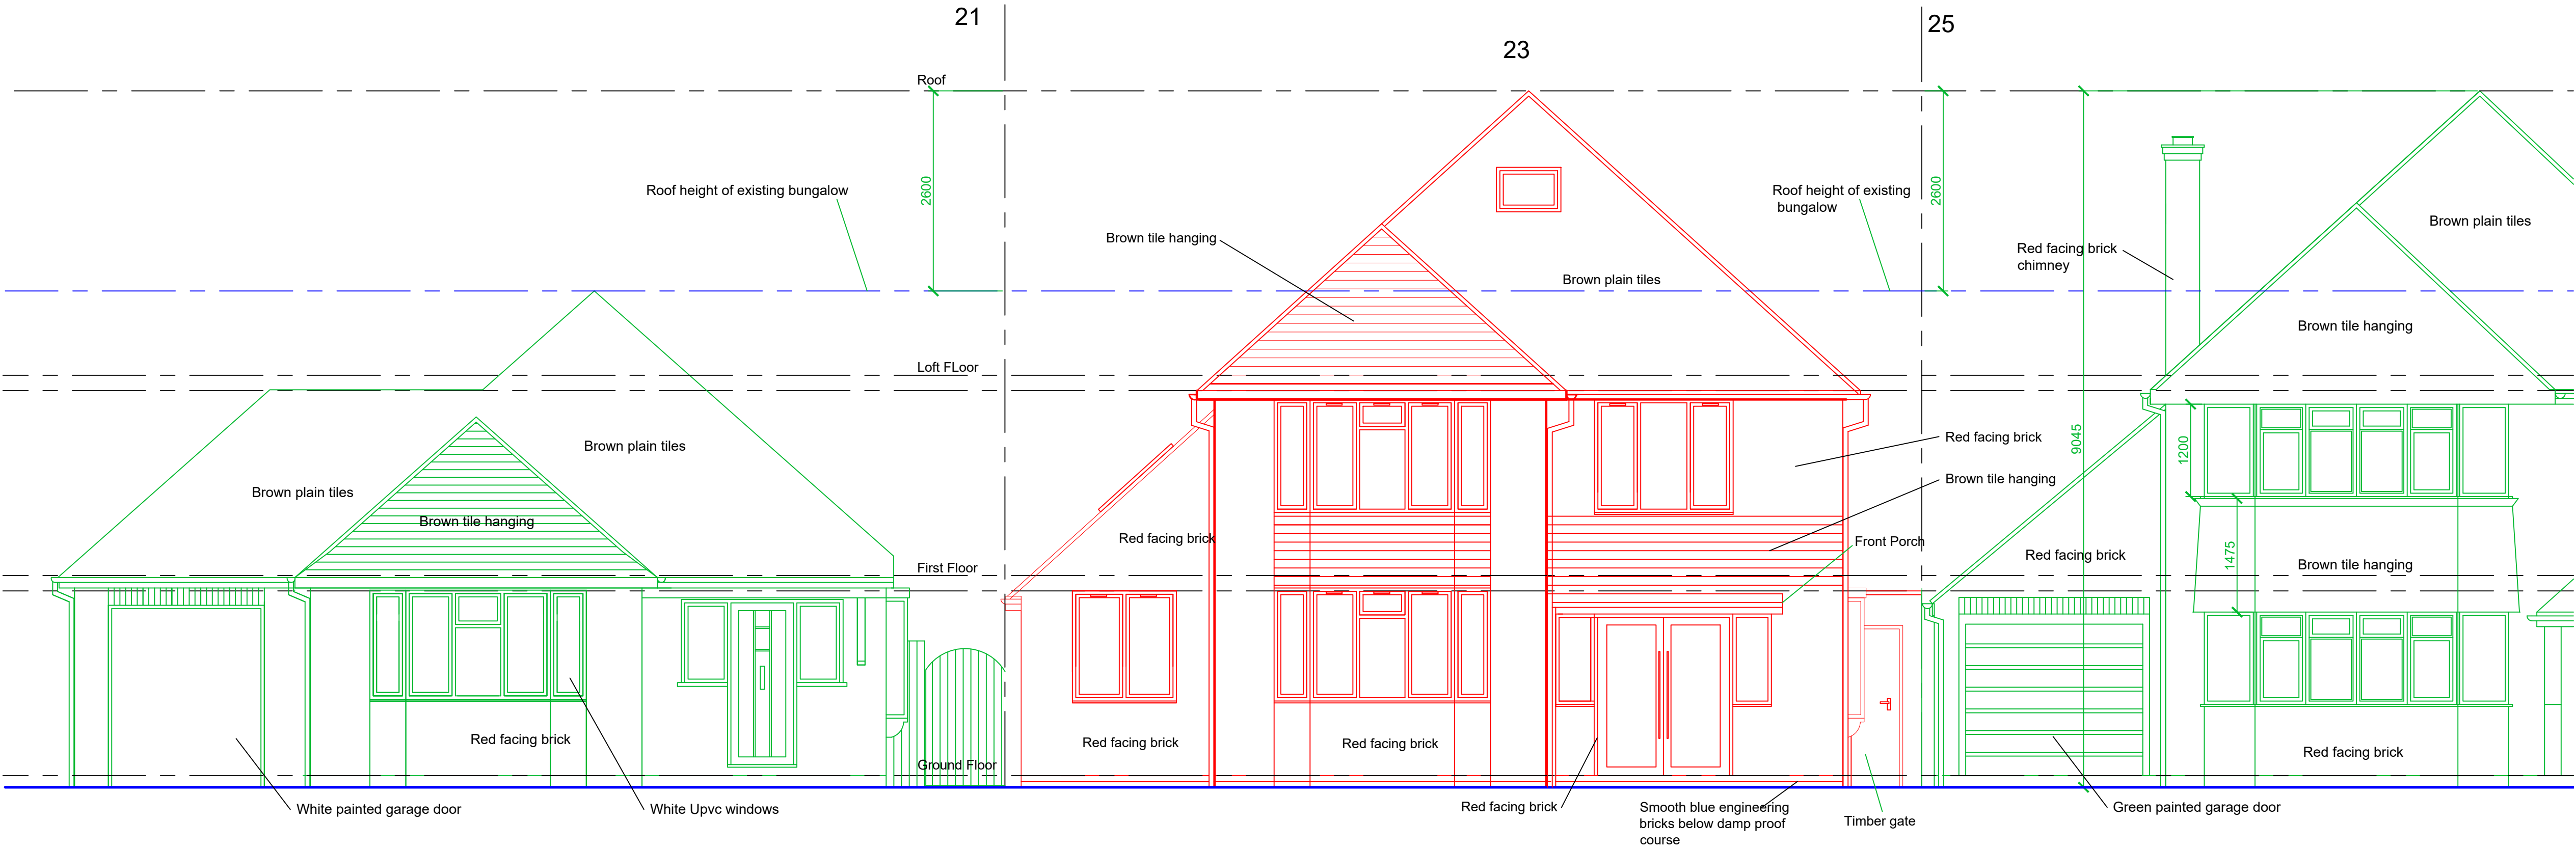 21
25
23
Roof
2600
Roof height of existing bungalow
Roof height of existing
bungalow
2600
Brown tile hanging
Brown plain tiles
Red facing brick
chimney
Brown plain tiles
Brown tile hanging
Loft FLoor
Brown plain tiles
Brown plain tiles
Brown tile hanging
Red facing brick
Brown tile hanging
9045
1200
Red facing brick
Front Porch
1475
Red facing brick
Brown tile hanging
First Floor
Red facing brick
Red facing brick
Red facing brick
Red facing brick
Ground Floor
White painted garage door
White Upvc windows
Red facing brick
Smooth blue engineering
bricks below damp proof
course
Timber gate
Green painted garage door